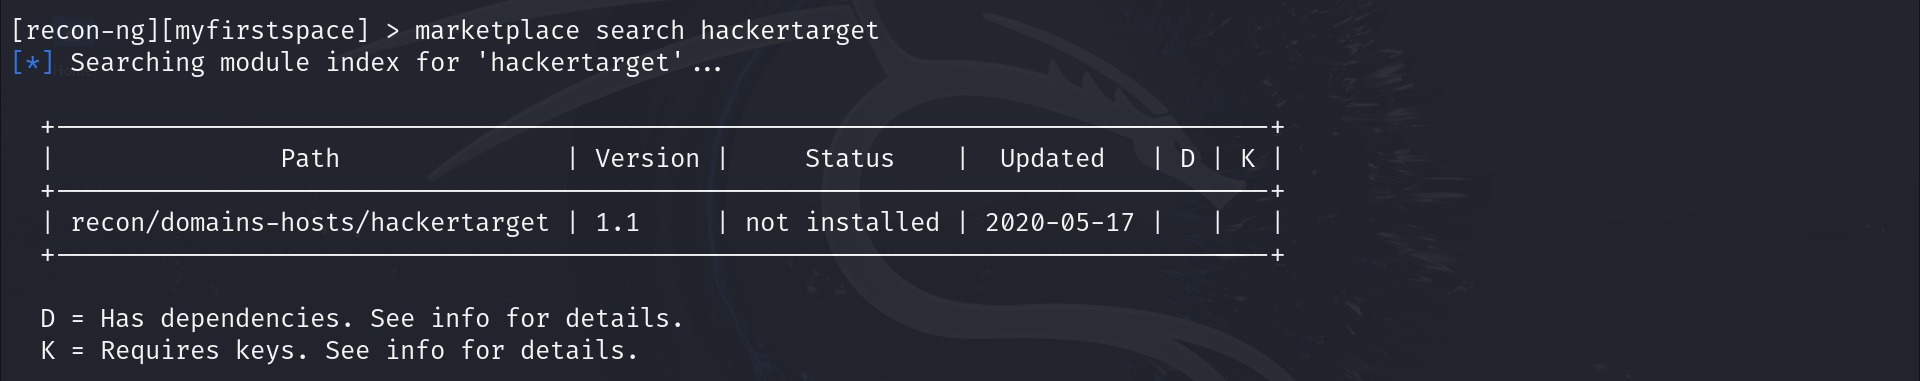 [recon-ng][myfirstspace] > marketplace search hackertarget
[*] Searching module index for 'hackertarget'...
+---------------------------------------------------------------------------------+
| Path | Version | Status | Updated | D | K |
+---------------------------------------------------------------------------------+
| recon/domains-hosts/hackertarget | 1.1 | not installed | 2020-05-17 | | |
+---------------------------------------------------------------------------------+
D = Has dependencies. See info for details.
K = Requires keys. See info for details.